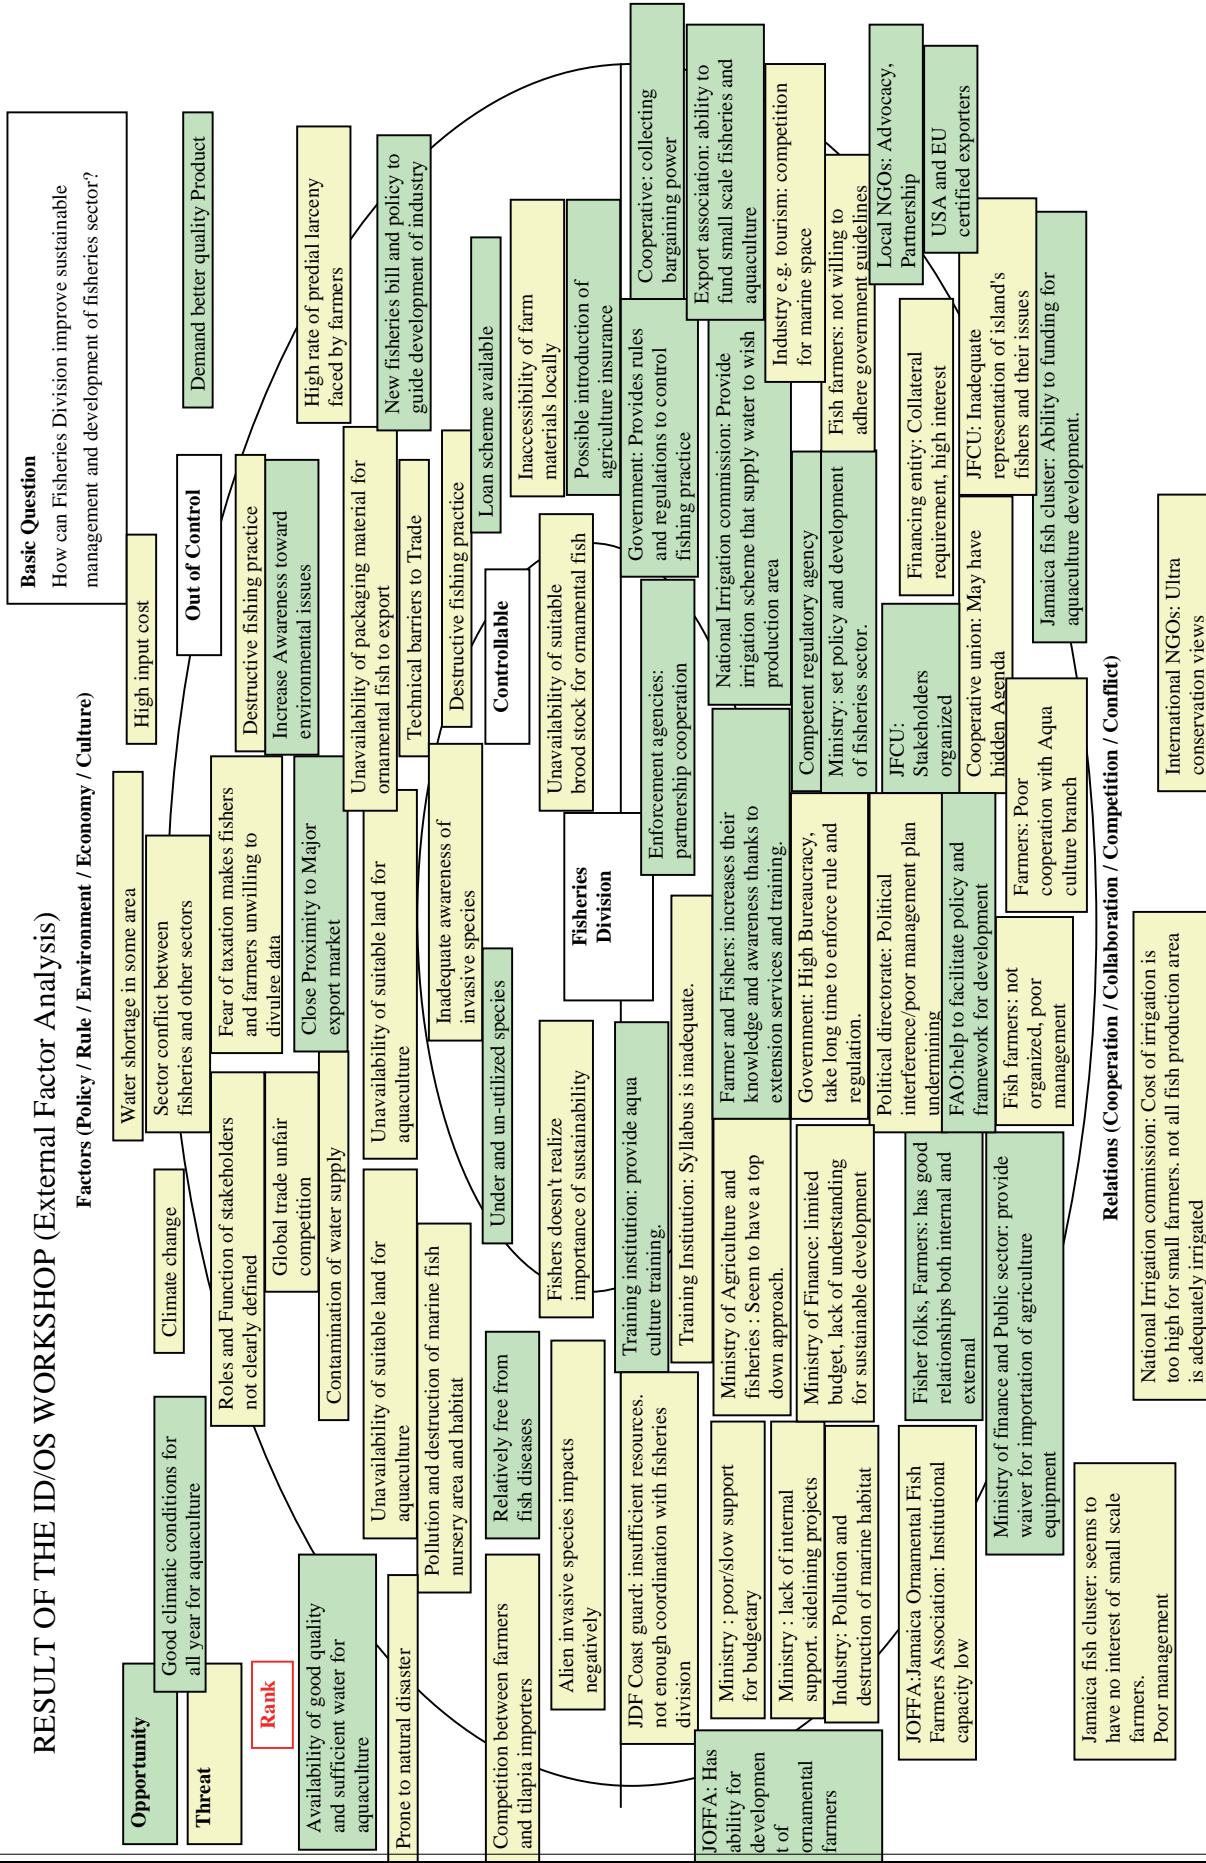 RESULT OF THE ID/OS WORKSHOP (External Factor Analysis)
Basic Question
How can Fisheries Division improve sustainable
management and development of fisheries sector?
Factors (Policy / Rule / Environment / Economy / Culture)
Opportunity
Threat
Rank
Good climatic conditions for
all year for aquaculture
Climate change
Water shortage in some area
Sector conflict between
fisheries and other sectors
High input cost
Out of Control
Demand better quality Product
Roles and Function of stakeholders
not clearly defined
Fear of taxation makes fishers
and farmers unwilling to
divulge data
Destructive fishing practice
Increase Awareness toward
environmental issues
Global trade unfair
competition
Contamination of water supply
Close Proximity to Major
export market
High rate of predial larceny
faced by farmers
Availability of good quality
and sufficient water for
aquaculture
Unavailability of suitable land for
aquaculture
Unavailability of suitable land for
aquaculture
Unavailability of packaging material for
ornamental fish to export
New fisheries bill and policy to
guide development of industry
Prone to natural disaster
Pollution and destruction of marine fish
nursery area and habitat
Technical barriers to Trade
Inadequate awareness of
invasive species
Destructive fishing practice
Loan scheme available
Competition between farmers
and tilapia importers
Relatively free from
fish diseases
Under and un-utilized species
Controllable
Inaccessibility of farm
materials locally
Alien invasive species impacts
negatively
Fishers doesn't realize
importance of sustainability
Unavailability of suitable
brood stock for ornamental fish
Possible introduction of
agriculture insurance
Fisheries
Division
JDF Coast guard: insufficient resources.
not enough coordination with fisheries
division
Training institution: provide aqua
culture training.
Enforcement agencies:
partnership cooperation
Government: Provides rules
and regulations to control
fishing practice
Cooperative: collecting
bargaining power
Training Institution: Syllabus is inadequate.
Export association: ability to
fund small scale fisheries and
aquaculture
JOFFA: Has
ability for
developmen
t of
ornamental
farmers
Ministry : poor/slow support
for budgetary
Ministry of Agriculture and
fisheries : Seem to have a top
down approach.
Farmer and Fishers: increases their
knowledge and awareness thanks to
extension services and training.
National Irrigation commission: Provide
irrigation scheme that supply water to wish
production area
Industry e.g. tourism: competition
for marine space
Ministry : lack of internal
support. sidelining projects
Ministry of Finance: limited
budget, lack of understanding
for sustainable development
Government: High Bureaucracy,
take long time to enforce rule and
regulation.
Competent regulatory agency
Ministry: set policy and development
of fisheries sector.
Fish farmers: not willing to
adhere government guidelines
Industry: Pollution and
destruction of marine habitat
Political directorate: Political
interference/poor management plan
undermining
JFCU:
Stakeholders
organized
Financing entity: Collateral
requirement, high interest
Local NGOs: Advocacy,
Partnership
USA and EU
certified exporters
JOFFA:Jamaica Ornamental Fish
Farmers Association: Institutional
capacity low
Fisher folks, Farmers: has good
relationships both internal and
external
FAO:help to facilitate policy and
framework for development
Cooperative union: May have
hidden Agenda
JFCU: Inadequate
representation of island's
fishers and their issues
Ministry of finance and Public sector: provide
waiver for importation of agriculture
equipment
Fish farmers: not
organized, poor
management
Farmers: Poor
cooperation with Aqua
culture branch
Jamaica fish cluster: Ability to funding for
aquaculture development.
Jamaica fish cluster: seems to
have no interest of small scale
farmers.
Poor management
Relations (Cooperation / Collaboration / Competition / Conflict)
National Irrigation commission: Cost of irrigation is
too high for small farmers. not all fish production area
is adequately irrigated
International NGOs: Ultra
conservation views